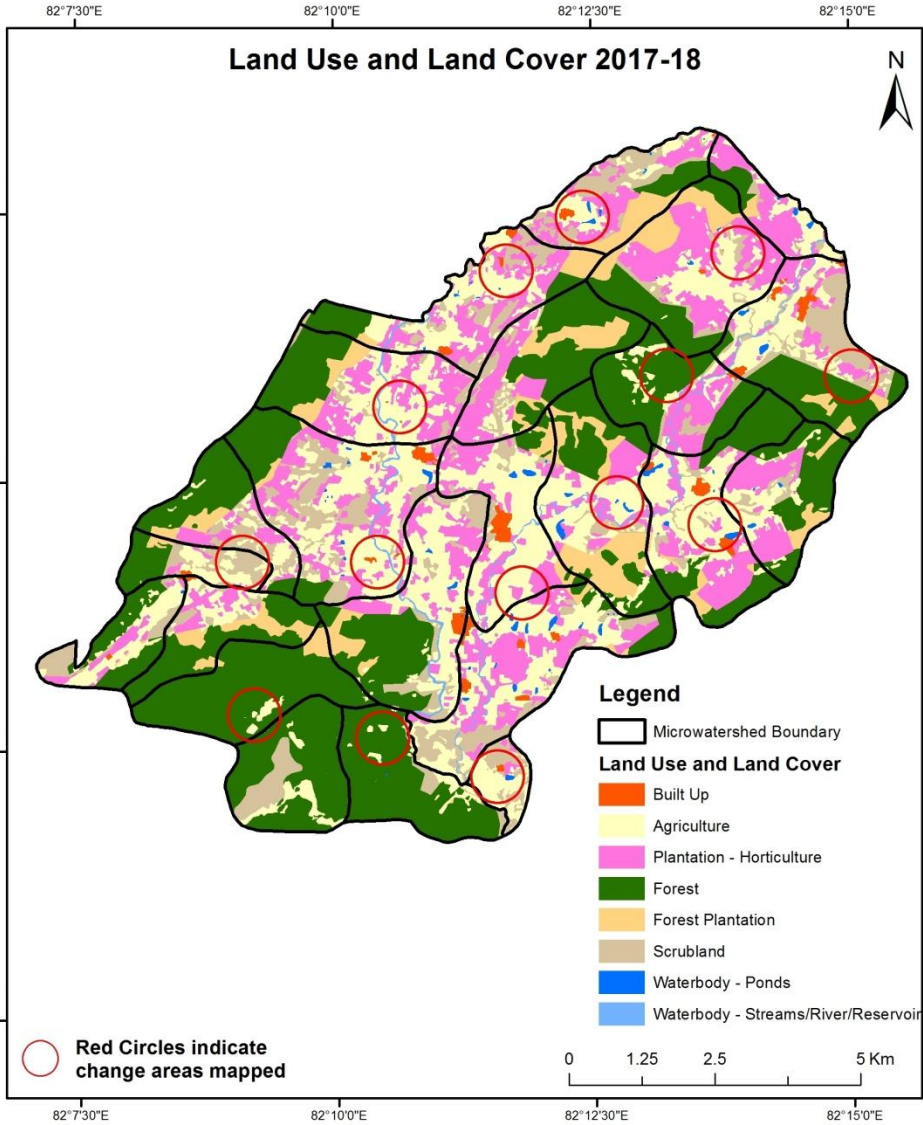 82°7'30"E 82°10'0"E 82°12'30"E 82°15'0"E
Land Use and Land Cover 2017-18
N
Legend
Microwatershed Boundary
Land Use and Land Cover
Built Up
Agriculture
Plantation - Horticulture
Forest
Forest Plantation
Scrubland
Waterbody - Ponds
Waterbody - Streams/River/Reservoir
Red Circles indicate
change areas mapped
0 1.25 2.5 5 Km
82°7'30"E 82°10'0"E 82°12'30"E 82°15'0"E